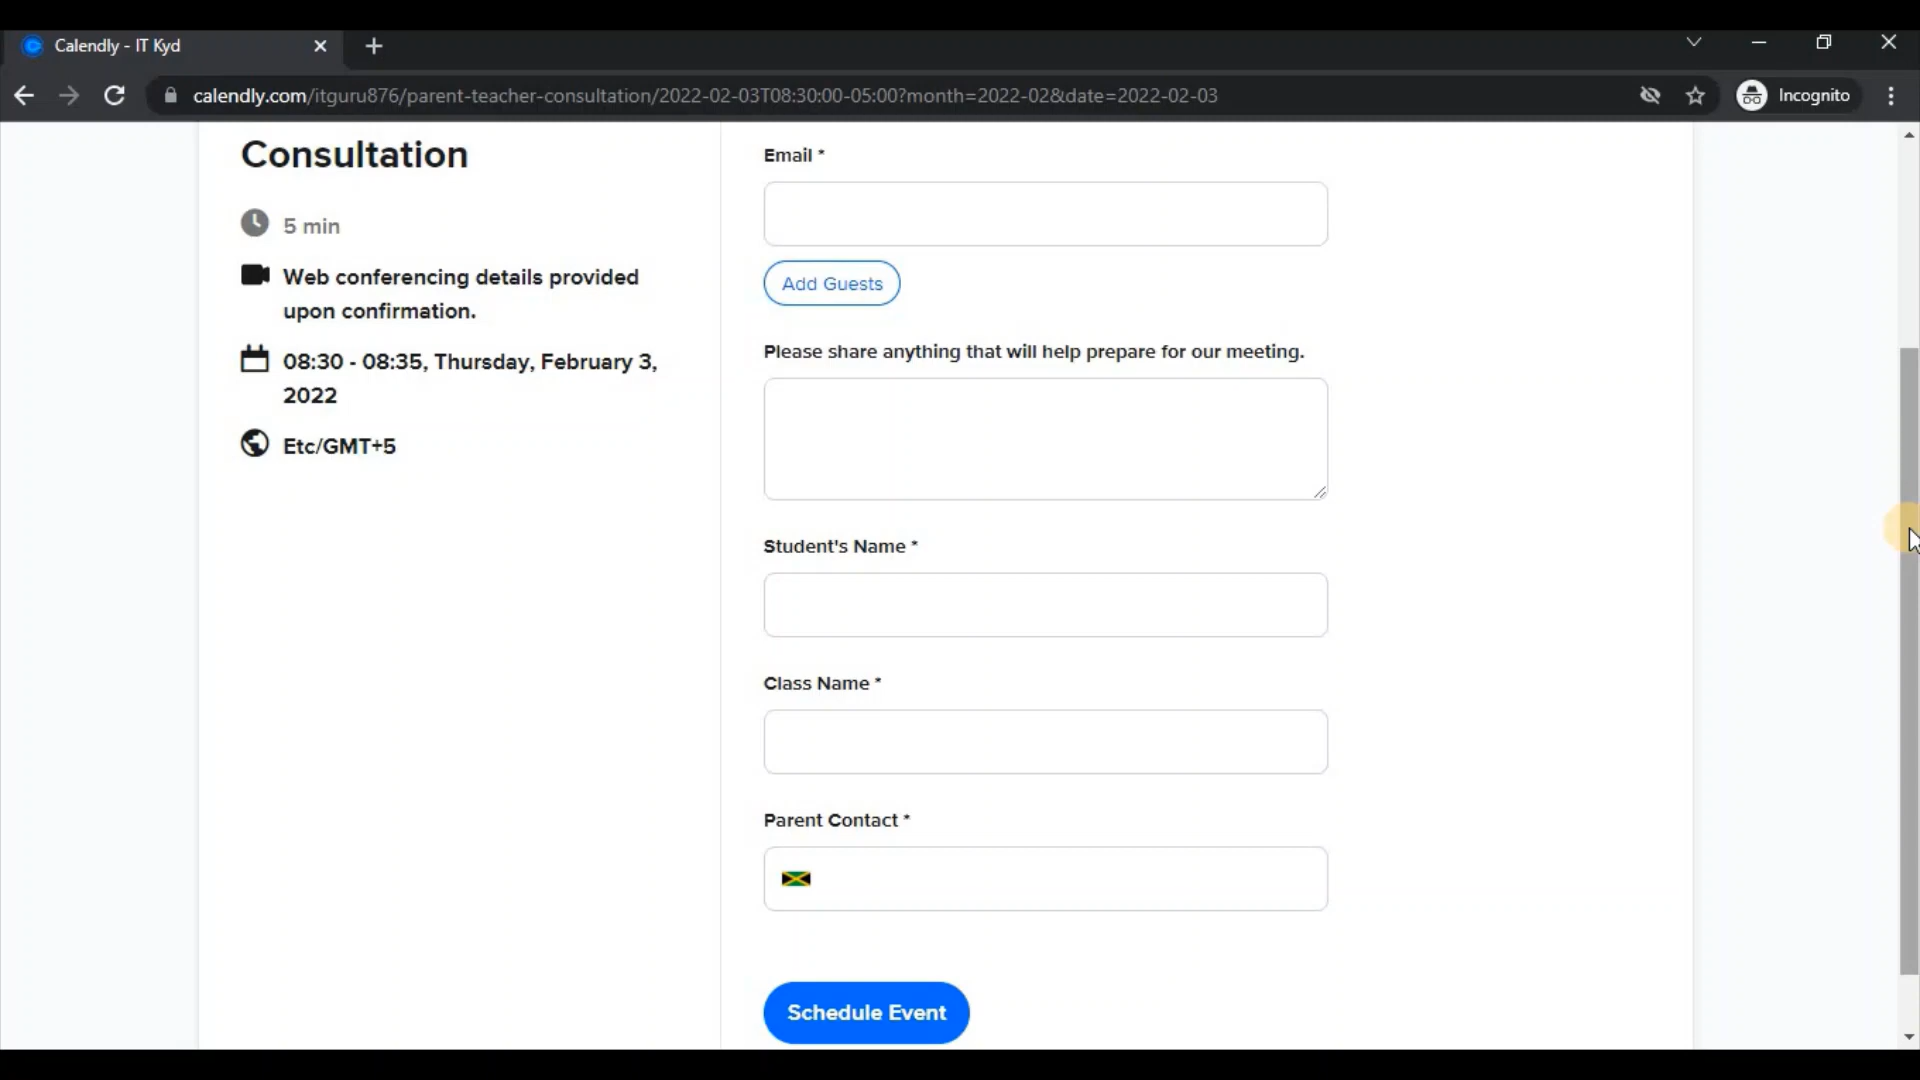 Calendly - IT Kyd
calendly.com/itguru876/parent-teacher-consultation/2022-02-03T08:30:00-05:00?month=2022-02&date=2022-02-03
Incognito
Consultation
5 min
Web conferencing details provided
upon confirmation.
08:30 - 08:35, Thursday, February 3,
2022
Etc/GMT+5
Email *
Add Guests
Please share anything that will help prepare for our meeting.
Student's Name *
Class Name *
Parent Contact *
Schedule Event